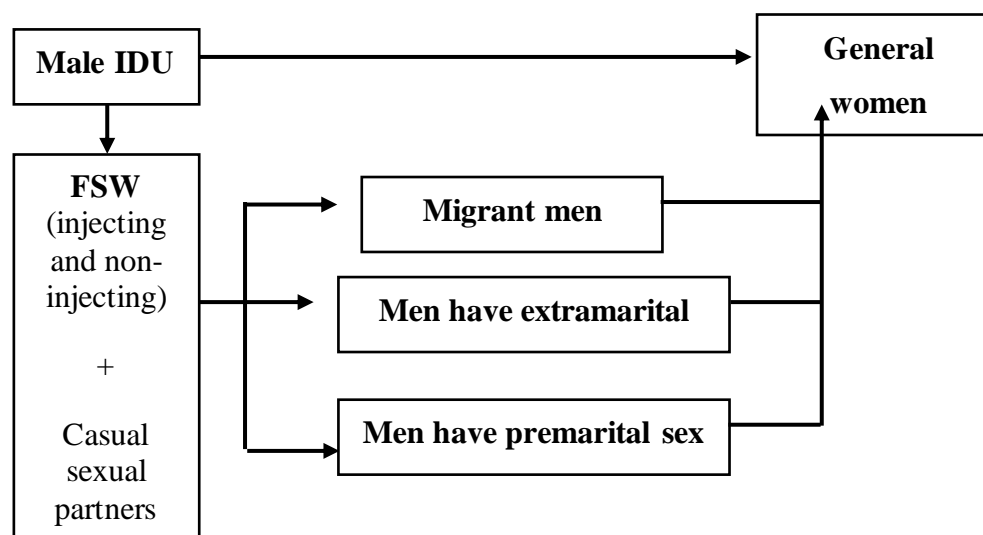 Male IDU
General
women
FSW
(injecting
and non-
injecting)
+
Casual
sexual
partners
Migrant men
Men have extramarital
Men have premarital sex